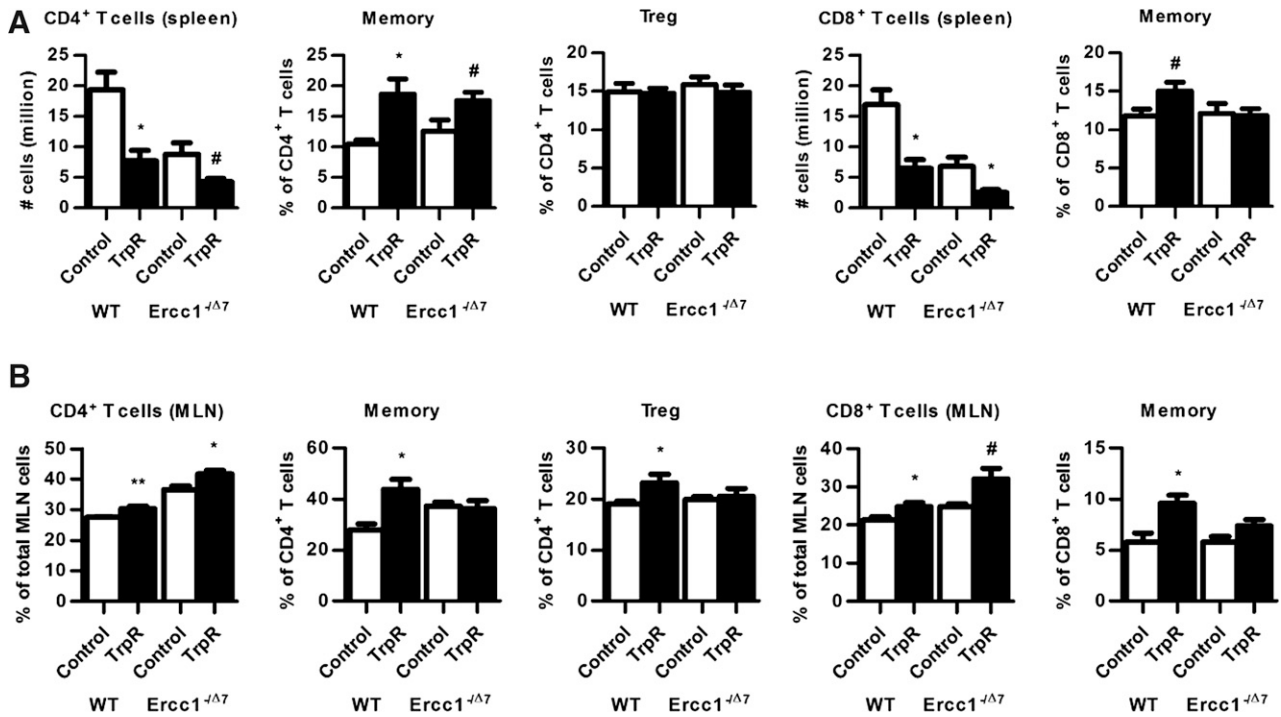 A
CD4+ T cells (spleen)
# cells (million)
25
20
15
10
5
0
*
#
Control
TrpR
Control
TrpR
WT
Ercc1-/Δ7
Memory
% of CD4+ T cells
25
20
15
10
5
0
*
#
Control
TrpR
Control
TrpR
WT
Ercc1-/Δ7
Treg
% of CD4+ T cells
20
15
10
5
0
Control
TrpR
Control
TrpR
WT
Ercc1-/Δ7
CD8+ T cells (spleen)
# cells (million)
25
20
15
10
5
0
*
*
Control
TrpR
Control
TrpR
WT
Ercc1-/Δ7
Memory
% of CD8+ T cells
20
15
10
5
0
#
Control
TrpR
Control
TrpR
WT
Ercc1-/Δ7
B
CD4+ T cells (MLN)
% of total MLN cells
50
40
30
20
10
0
**
*
Control
TrpR
Control
TrpR
WT
Ercc1-/Δ7
Memory
% of CD4+ T cells
60
40
20
0
*
Control
TrpR
Control
TrpR
WT
Ercc1-/Δ7
Treg
% of CD4+ T cells
30
20
10
0
*
Control
TrpR
Control
TrpR
WT
Ercc1-/Δ7
CD8+ T cells (MLN)
% of total MLN cells
40
30
20
10
0
*
#
Control
TrpR
Control
TrpR
WT
Ercc1-/Δ7
Memory
% of CD8+ T cells
15
10
5
0
*
Control
TrpR
Control
TrpR
WT
Ercc1-/Δ7